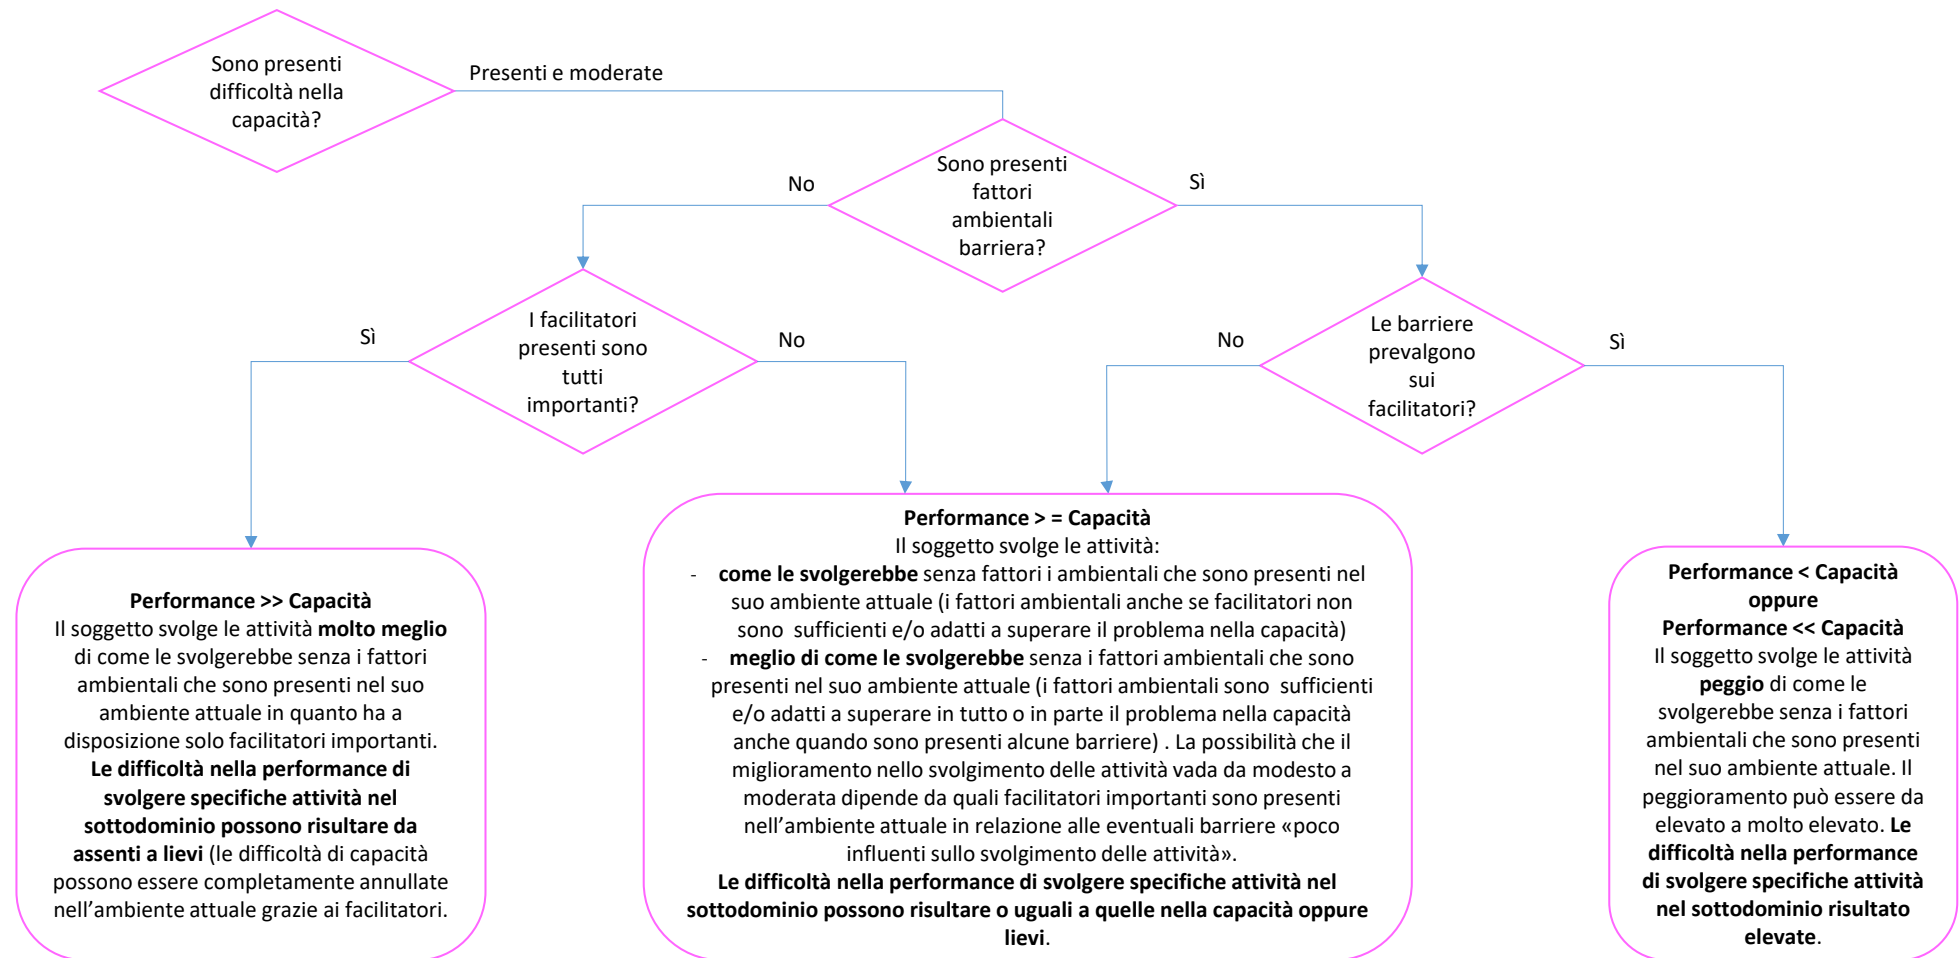 Sono presenti
difficoltà nella
capacità?
Presenti e moderate
Sono presenti
fattori
ambientali
barriera?
No
Sì
I facilitatori
presenti sono
tutti
importanti?
Sì
No
Le barriere
prevalgono
sui
facilitatori?
No
Sì
Performance >> Capacità
Il soggetto svolge le attività molto meglio
di come le svolgerebbe senza i fattori
ambientali che sono presenti nel suo
ambiente attuale in quanto ha a
disposizione solo facilitatori importanti.
Le difficoltà nella performance di
svolgere specifiche attività nel
sottodominio possono risultare da
assenti a lievi (le difficoltà di capacità
possono essere completamente annullate
nell’ambiente attuale grazie ai facilitatori.
Performance > = Capacità
Il soggetto svolge le attività:
- come le svolgerebbe senza fattori i ambientali che sono presenti nel
suo ambiente attuale (i fattori ambientali anche se facilitatori non
sono sufficienti e/o adatti a superare il problema nella capacità)
- meglio di come le svolgerebbe senza i fattori ambientali che sono
presenti nel suo ambiente attuale (i fattori ambientali sono sufficienti
e/o adatti a superare in tutto o in parte il problema nella capacità
anche quando sono presenti alcune barriere) . La possibilità che il
miglioramento nello svolgimento delle attività vada da modesto a
moderata dipende da quali facilitatori importanti sono presenti
nell’ambiente attuale in relazione alle eventuali barriere «poco
influenti sullo svolgimento delle attività».
Le difficoltà nella performance di svolgere specifiche attività nel
sottodominio possono risultare o uguali a quelle nella capacità oppure
lievi.
Performance < Capacità
oppure
Performance << Capacità
Il soggetto svolge le attività
peggio di come le
svolgerebbe senza i fattori
ambientali che sono presenti
nel suo ambiente attuale. Il
peggioramento può essere da
elevato a molto elevato. Le
difficoltà nella performance
di svolgere specifiche attività
nel sottodominio risultato
elevate.